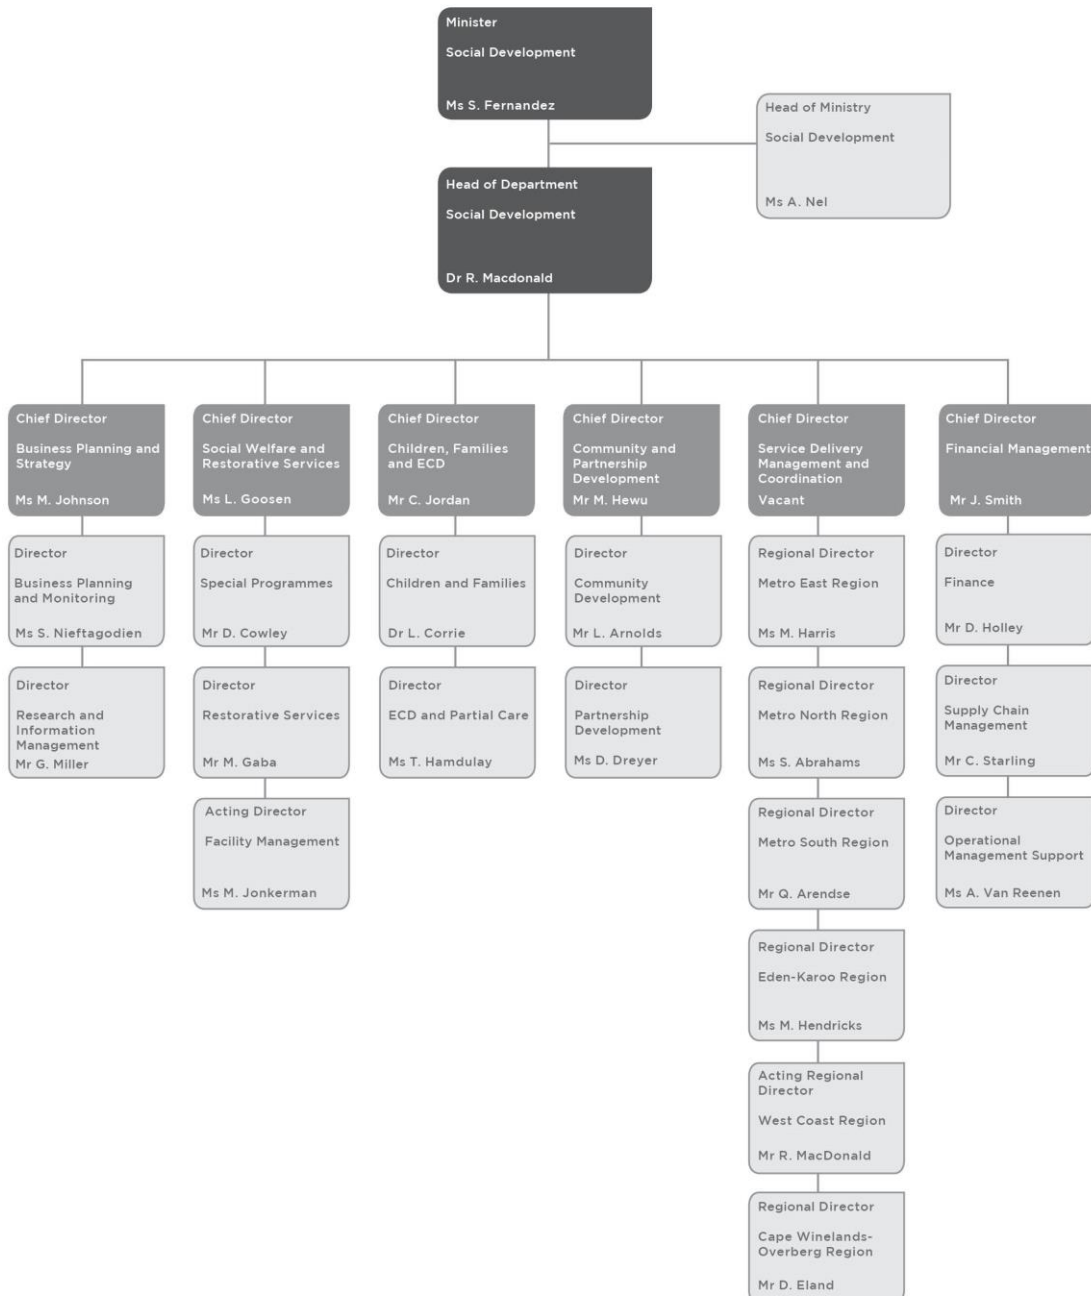 Minister
Social Development
Ms S. Fernandez
Head of Ministry
Social Development
Ms A. Nel
Head of Department
Social Development
Dr R. Macdonald
Chief Director
Business Planning and
Strategy
Ms M. Johnson
Director
Business Planning
and Monitoring
Ms S. Nieftagodien
Director
Research and
Information
Management
Mr G. Miller
Chief Director
Social Welfare and
Restorative Services
Ms L. Goosen
Director
Special Programmes
Mr D. Cowley
Director
Restorative Services
Mr M. Gaba
Acting Director
Facility Management
Ms M. Jonkerman
Chief Director
Children, Families
and ECD
Mr C. Jordan
Director
Children and Families
Dr L. Corrie
Director
ECD and Partial Care
Ms T. Hamdulay
Chief Director
Community and
Partnership
Development
Mr M. Hewu
Director
Community
Development
Mr L. Arnolds
Director
Partnership
Development
Ms D. Dreyer
Chief Director
Service Delivery
Management and
Coordination
Vacant
Regional Director
Metro East Region
Ms M. Harris
Regional Director
Metro North Region
Ms S. Abrahams
Regional Director
Metro South Region
Mr Q. Arendse
Regional Director
Eden-Karoo Region
Ms M. Hendricks
Acting Regional
Director
West Coast Region
Mr R. MacDonald
Regional Director
Cape Winelands-
Overberg Region
Mr D. Eland
Chief Director
Financial Management
Mr J. Smith
Director
Finance
Mr D. Holley
Director
Supply Chain
Management
Mr C. Starling
Director
Operational
Management Support
Ms A. Van Reenen